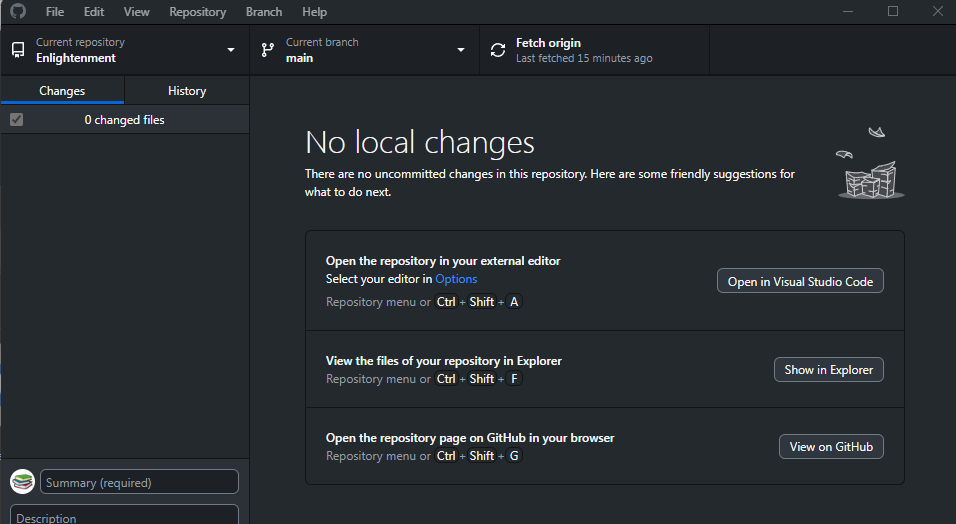 File Edit View Repository Branch Help
Current repository
Enlightenment
Current branch
main
Fetch origin
Last fetched 15 minutes ago
Changes
History
0 changed files
No local changes
There are no uncommitted changes in this repository. Here are some friendly suggestions for
what to do next.
Open the repository in your external editor
Select your editor in Options
Repository menu or Ctrl + Shift + A
Open in Visual Studio Code
View the files of your repository in Explorer
Repository menu or Ctrl + Shift + F
Show in Explorer
Open the repository page on GitHub in your browser
Repository menu or Ctrl + Shift + G
View on GitHub
Summary (required)
Description